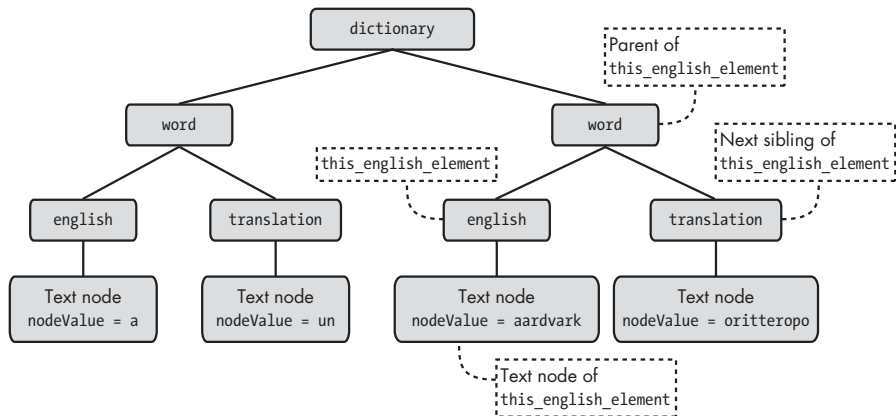 dictionary
Parent of
this_english_element
word
word
this_english_element
Next sibling of
this_english_element
english
translation
english
translation
Text node
nodeValue = a
Text node
nodeValue = un
Text node
nodeValue = aardvark
Text node
nodeValue = oritteropo
Text node of
this_english_element